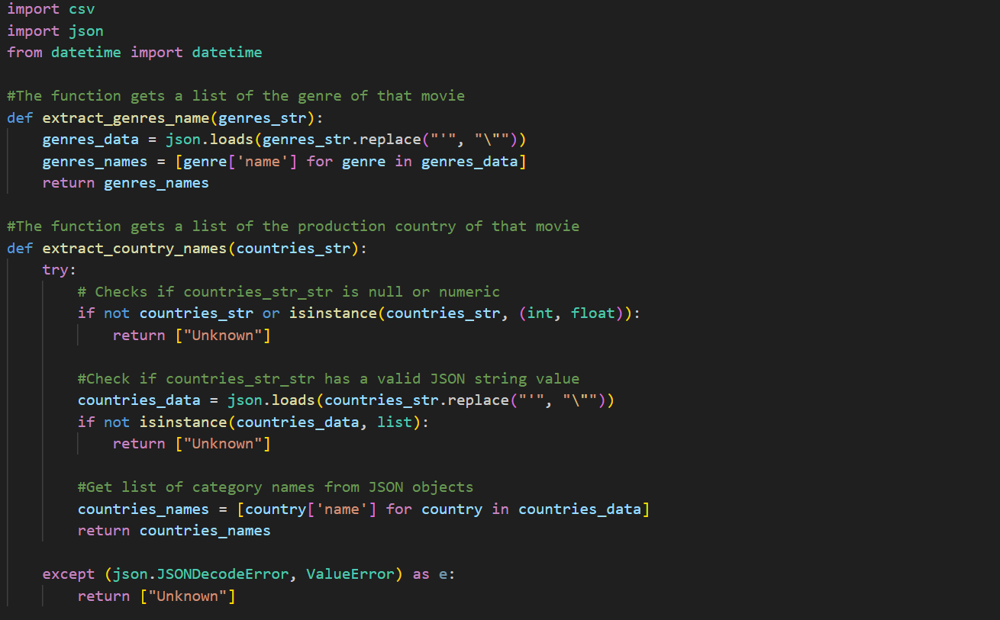 import csv
import json
from datetime import datetime

#The function gets a list of the genre of that movie
def extract_genres_name(genres_str):
    genres_data = json.loads(genres_str.replace("'", "\""))
    genres_names = [genre['name'] for genre in genres_data]
    return genres_names

#The function gets a list of the production country of that movie
def extract_country_names(countries_str):
    try:
        # Checks if countries_str_str is null or numeric
        if not countries_str or isinstance(countries_str, (int, float)):
            return ["Unknown"]

        #Check if countries_str_str has a valid JSON string value
        countries_data = json.loads(countries_str.replace("'", "\""))
        if not isinstance(countries_data, list):
            return ["Unknown"]

        #Get list of category names from JSON objects
        countries_names = [country['name'] for country in countries_data]
        return countries_names

    except (json.JSONDecodeError, ValueError) as e:
        return ["Unknown"]